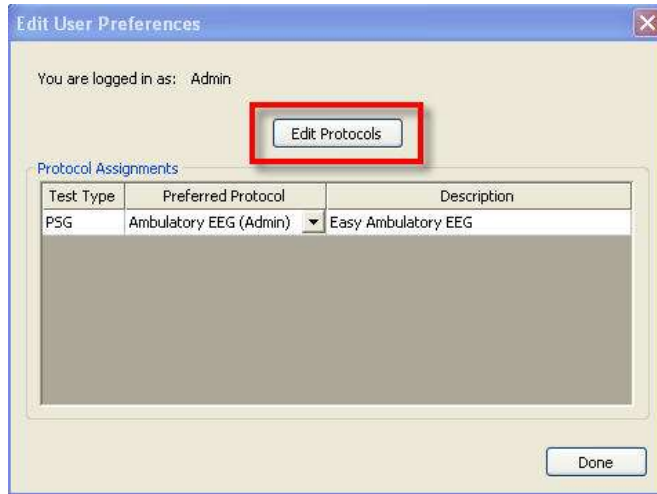 Edit User Preferences
You are logged in as: Admin
Edit Protocols
Protocol Assignments
Test Type Preferred Protocol Description
PSG Ambulatory EEG (Admin) Easy Ambulatory EEG
Done